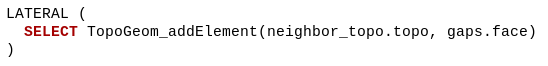 LATERAL (
  SELECT TopoGeom_addElement(neighbor_topo.topo, gaps.face)
)